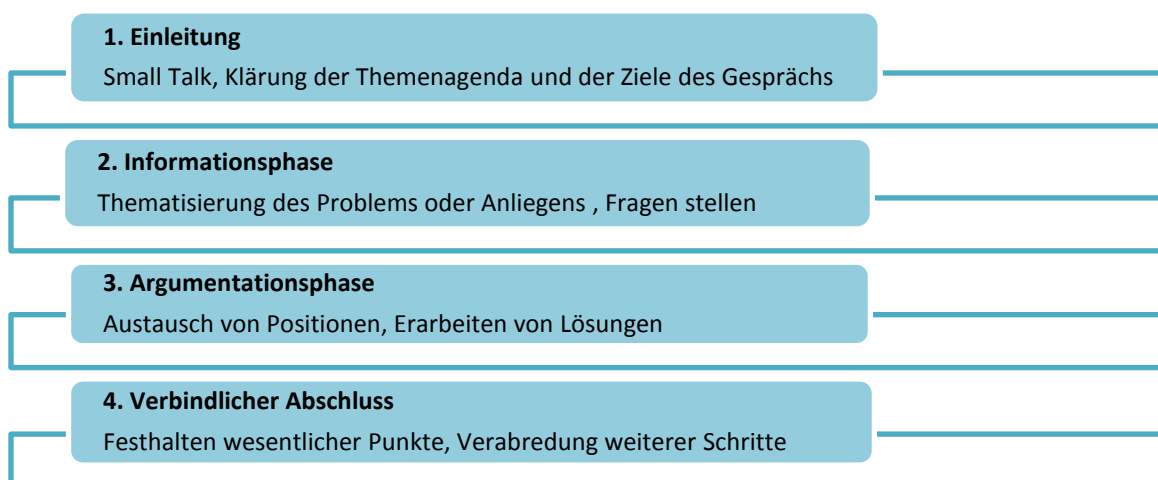 1. Einleitung
Small Talk, Klärung der Themenagenda und der Ziele des Gesprächs
2. Informationsphase
Thematisierung des Problems oder Anliegens , Fragen stellen
3. Argumentationsphase
Austausch von Positionen, Erarbeiten von Lösungen
4. Verbindlicher Abschluss
Festhalten wesentlicher Punkte, Verabredung weiterer Schritte